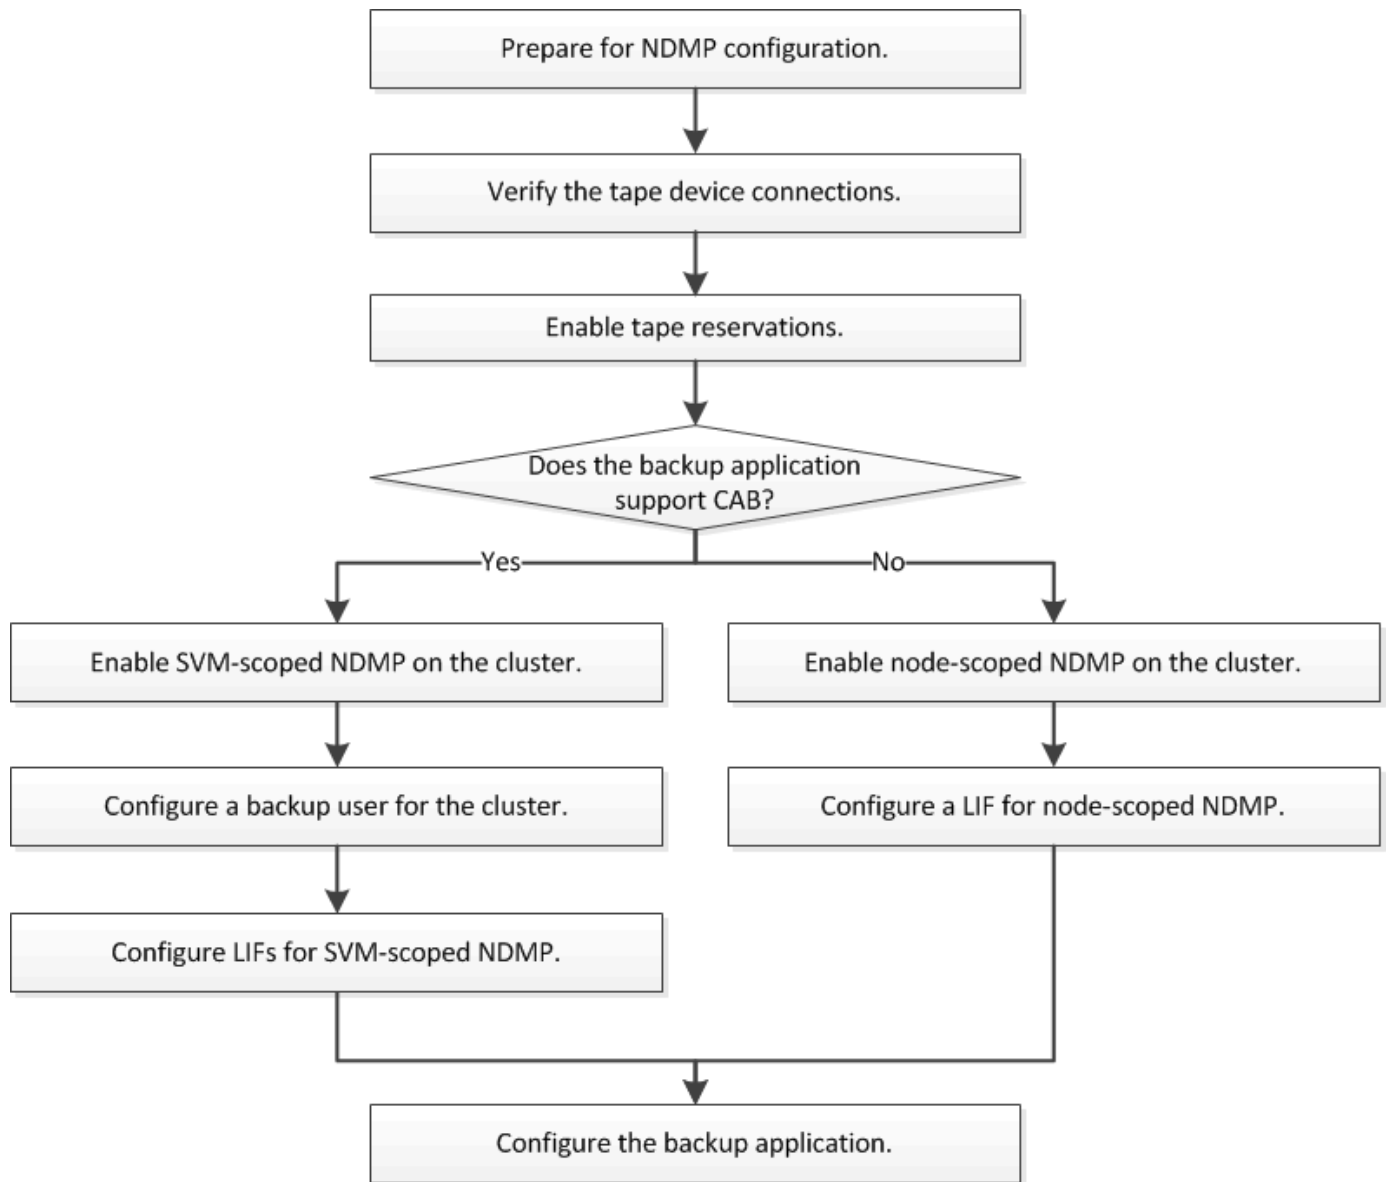 Prepare for NDMP configuration.
Verify the tape device connections.
Enable tape reservations.
Does the backup application
support CAB?
Yes
No
Enable SVM-scoped NDMP on the cluster.
Enable node-scoped NDMP on the cluster.
Configure a backup user for the cluster.
Configure a LIF for node-scoped NDMP.
Configure LIFs for SVM-scoped NDMP.
Configure the backup application.